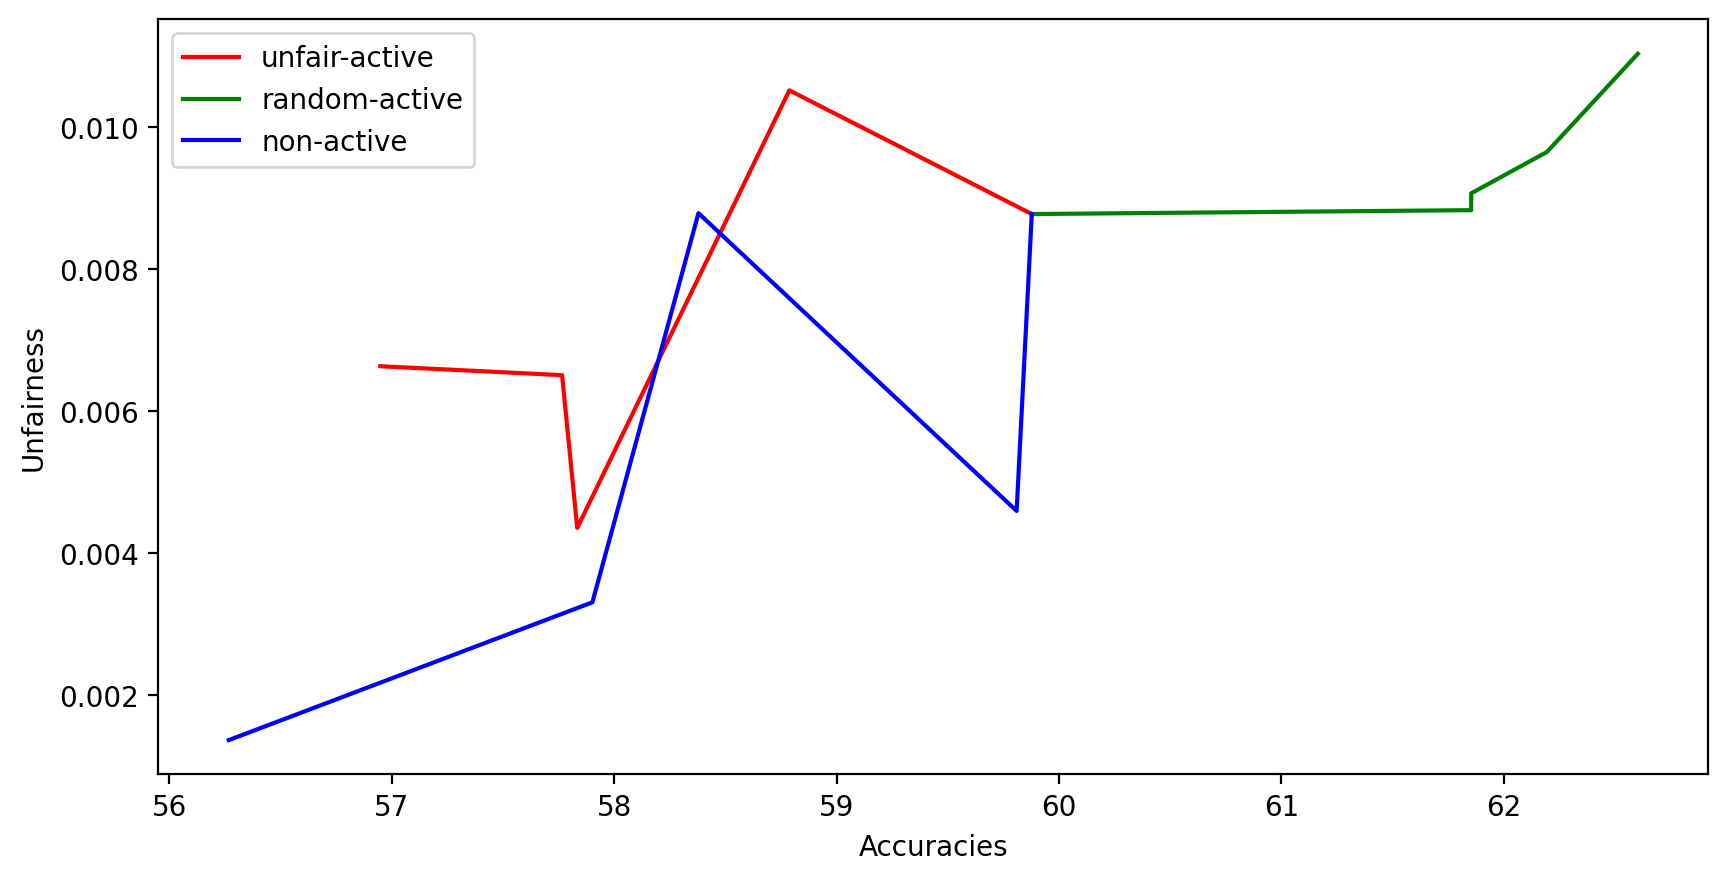 unfair-active
random-active
non-active
0.010
0.008
0.006
0.004
0.002
Unfairness
56 57 58 59 60 61 62
Accuracies